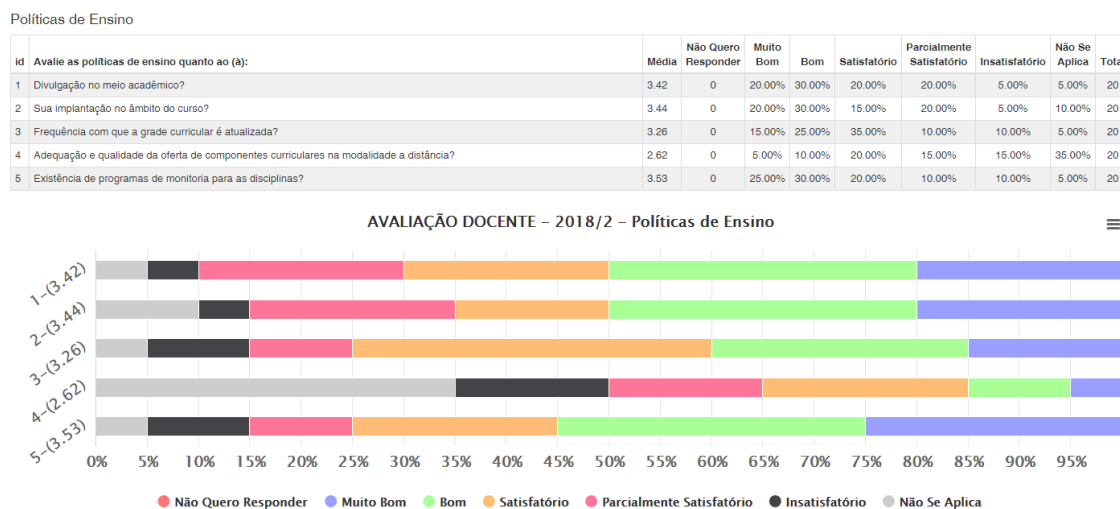 Políticas de Ensino
id Avalie as políticas de ensino quanto ao (à): Média Não Quero Responder Muito Bom Bom Satisfatório Parcialmente Satisfatório Insatisfatório Não Se Aplica Tota
1 Divulgação no meio acadêmico? 3.42 0 20.00% 30.00% 20.00% 20.00% 5.00% 5.00% 20
2 Sua implantação no âmbito do curso? 3.44 0 20.00% 30.00% 15.00% 20.00% 5.00% 10.00% 20
3 Frequência com que a grade curricular é atualizada? 3.26 0 15.00% 25.00% 35.00% 10.00% 10.00% 5.00% 20
4 Adequação e qualidade da oferta de componentes curriculares na modalidade a distância? 2.62 0 5.00% 10.00% 20.00% 15.00% 15.00% 35.00% 20
5 Existência de programas de monitoria para as disciplinas? 3.53 0 25.00% 30.00% 20.00% 10.00% 10.00% 5.00% 20
AVALIAÇÃO DOCENTE – 2018/2 – Políticas de Ensino
1–(3.42)
2–(3.44)
3–(3.26)
4–(2.62)
5–(3.53)
0% 5% 10% 15% 20% 25% 30% 35% 40% 45% 50% 55% 60% 65% 70% 75% 80% 85% 90% 95%
Não Quero Responder Muito Bom Bom Satisfatório Parcialmente Satisfatório Insatisfatório Não Se Aplica